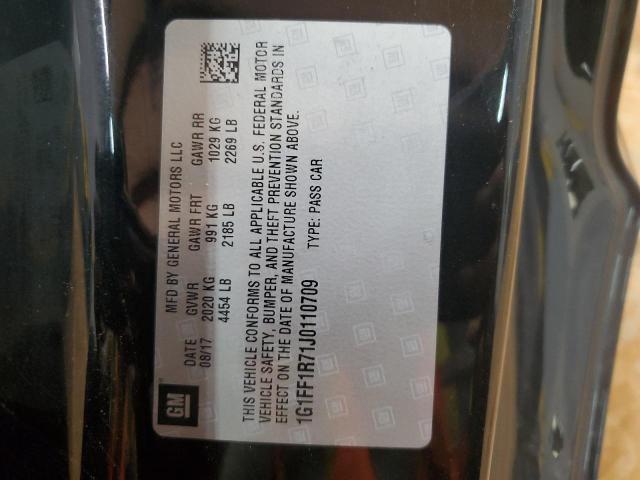 GM
MFD BY GENERAL MOTORS LLC
DATE GVWR GAWR FRT GAWR RR
08/17 2020 KG 991 KG 1029 KG
4454 LB 2185 LB 2269 LB
THIS VEHICLE CONFORMS TO ALL APPLICABLE U.S. FEDERAL MOTOR
VEHICLE SAFETY, BUMPER, AND THEFT PREVENTION STANDARDS IN
EFFECT ON THE DATE OF MANUFACTURE SHOWN ABOVE.
1G1FF1R71J0110709 TYPE: PASS CAR